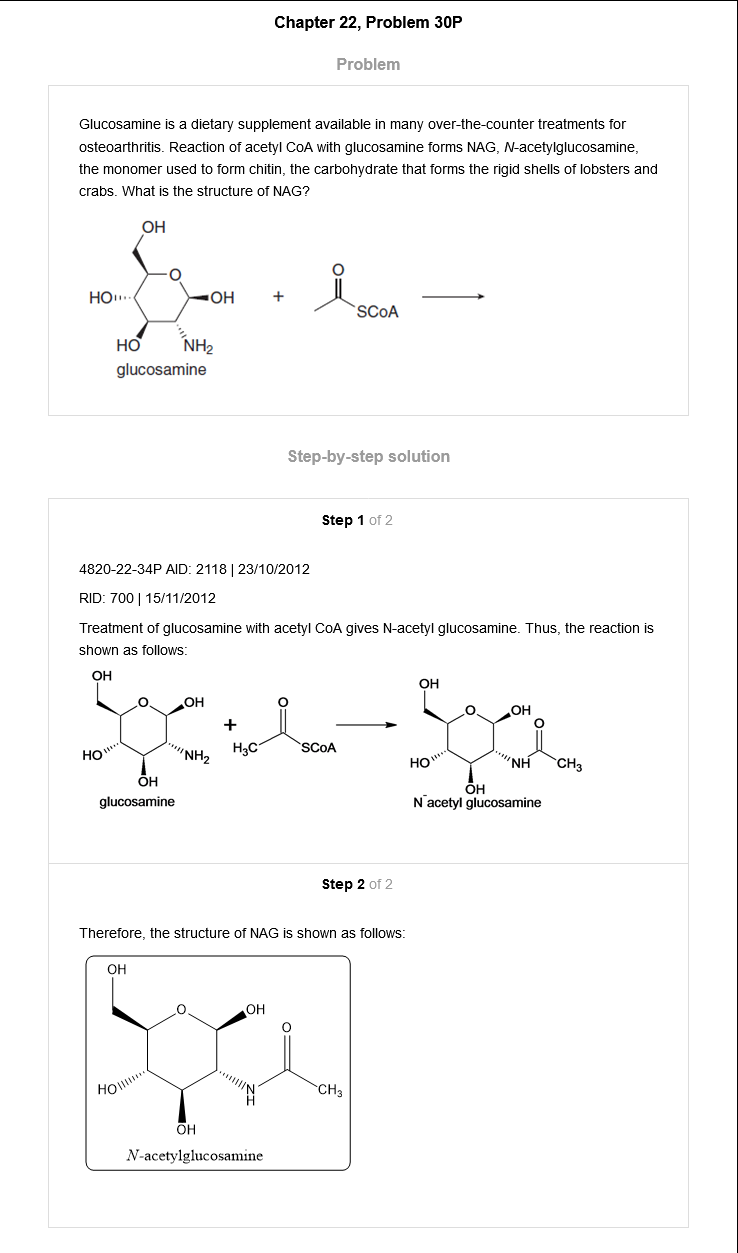 Chapter 22, Problem 30P
Problem
Glucosamine is a dietary supplement available in many over-the-counter treatments for
osteoarthritis. Reaction of acetyl CoA with glucosamine forms NAG, N-acetylglucosamine,
the monomer used to form chitin, the carbohydrate that forms the rigid shells of lobsters and
crabs. What is the structure of NAG?
OH
O
HO
OH
+
O
SCoA
HO
NH₂
glucosamine
Step-by-step solution
Step 1 of 2
4820-22-34P AID: 2118 | 23/10/2012
RID: 700 | 15/11/2012
Treatment of glucosamine with acetyl CoA gives N-acetyl glucosamine. Thus, the reaction is
shown as follows:
OH
O
OH
HO
NH₂
OH
glucosamine
+
O
H₃C
SCoA
OH
O
OH
O
HO
NH
CH₃
OH
N-acetyl glucosamine
Step 2 of 2
Therefore, the structure of NAG is shown as follows:
OH
O
OH
O
HO
N
H
CH₃
OH
N-acetylglucosamine